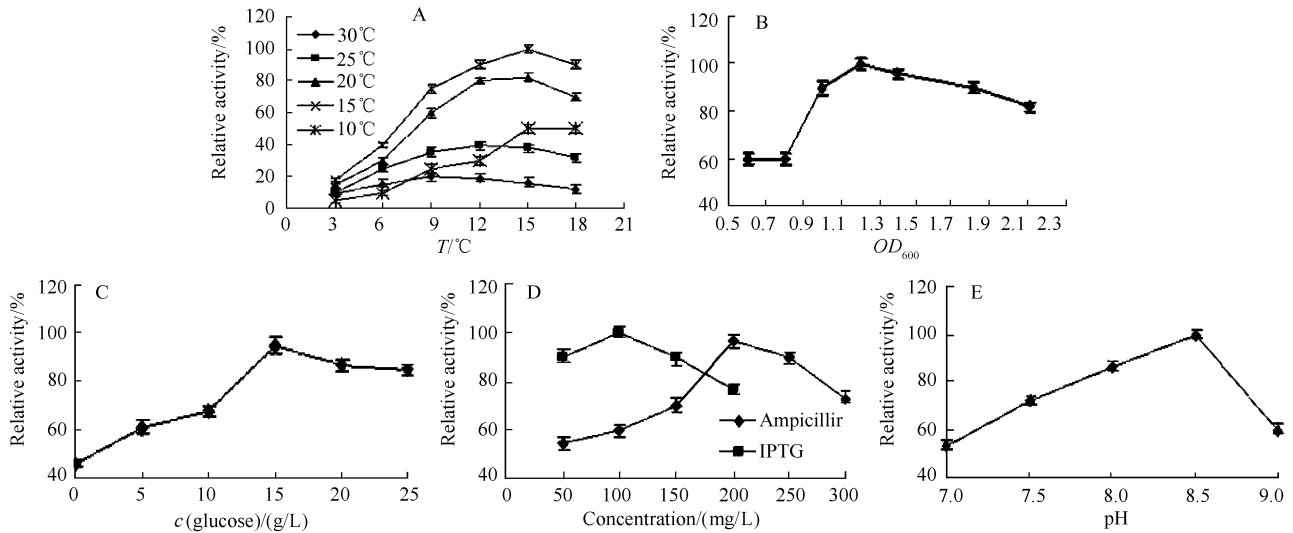 A
Relative activity/%
120
100
80
60
40
20
0
30℃
25℃
20℃
15℃
10℃
0 3 6 9 12 15 18 21
T/℃
B
Relative activity/%
120
100
80
60
40
0.5 0.7 0.9 1.1 1.3 1.5 1.7 1.9 2.1 2.3
OD600
C
Relative activity/%
120
100
80
60
40
0 5 10 15 20 25
c(glucose)/(g/L)
D
Relative activity/%
120
100
80
60
40
Ampicillir
IPTG
0 50 100 150 200 250 300
Concentration/(mg/L)
E
Relative activity/%
120
100
80
60
40
7.0 7.5 8.0 8.5 9.0
pH